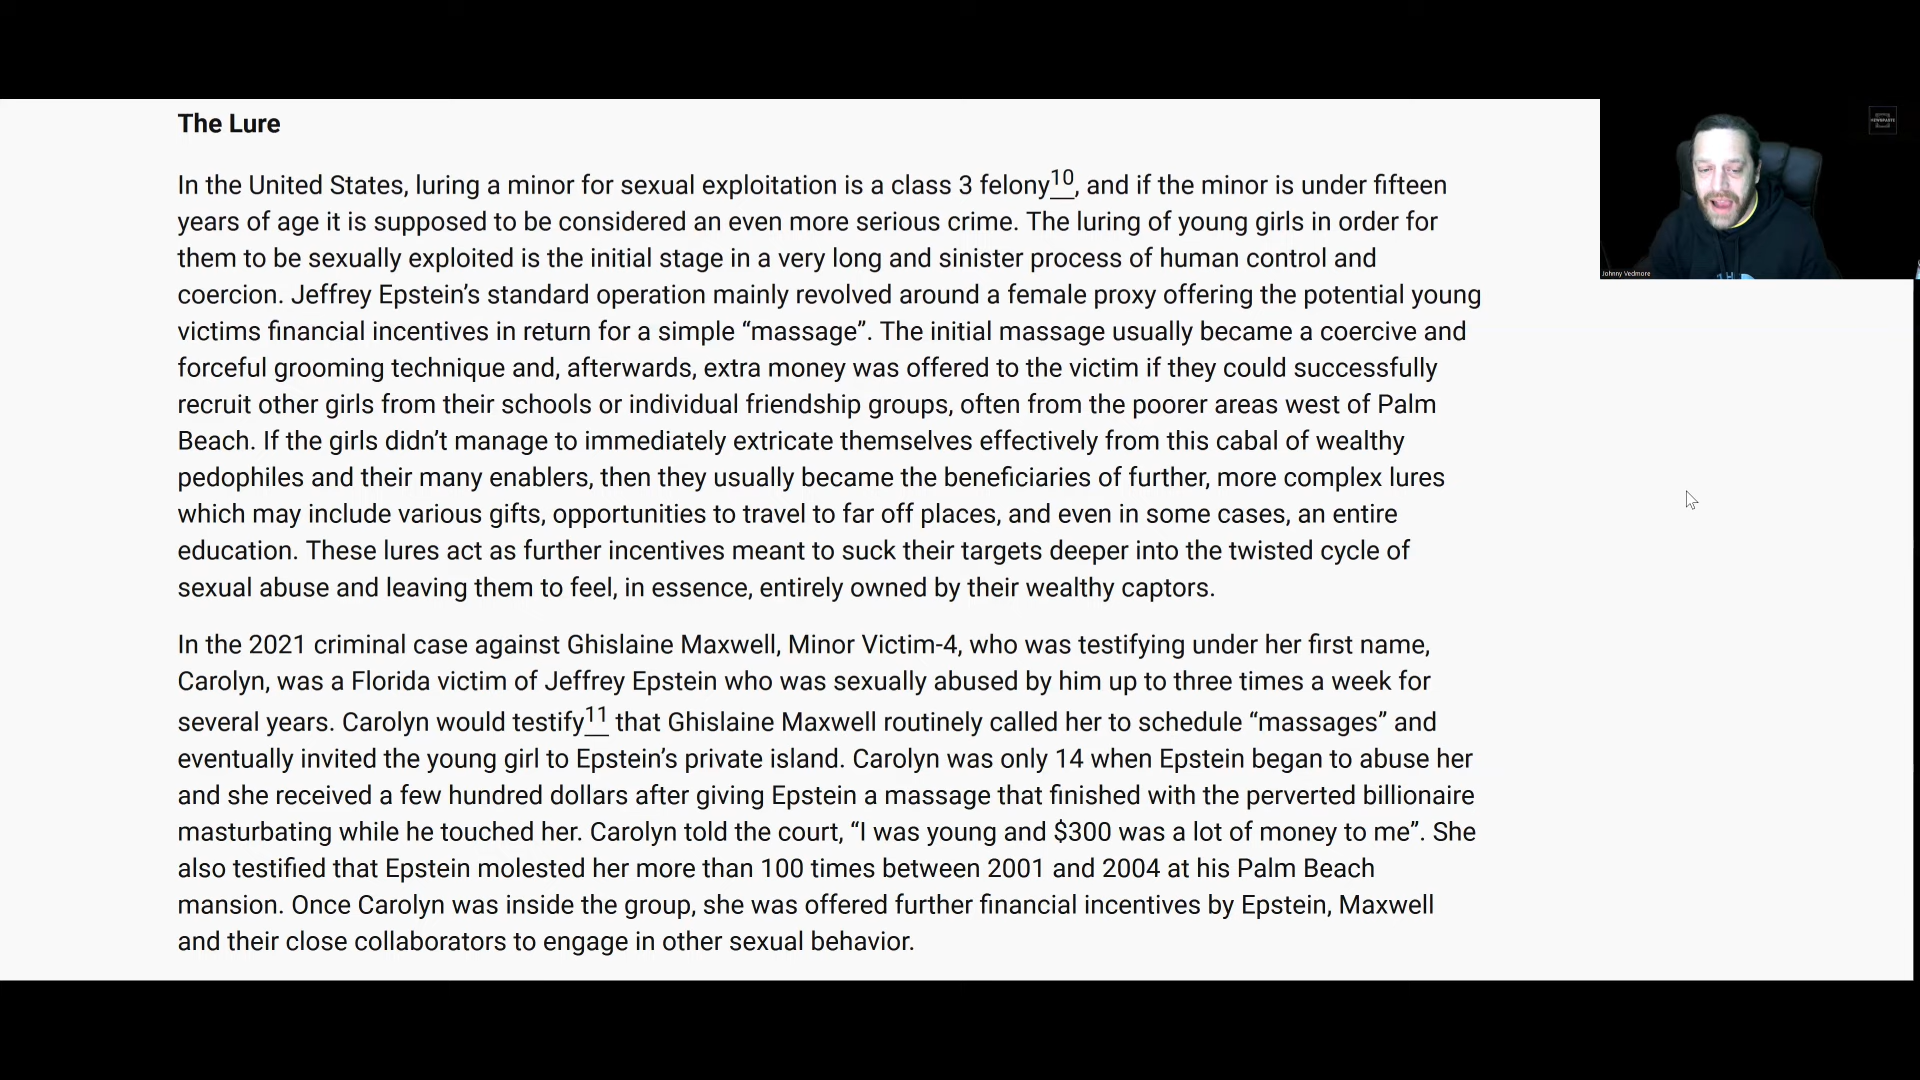 The Lure
In the United States, luring a minor for sexual exploitation is a class 3 felony10, and if the minor is under fifteen
years of age it is supposed to be considered an even more serious crime. The luring of young girls in order for
them to be sexually exploited is the initial stage in a very long and sinister process of human control and
coercion. Jeffrey Epstein’s standard operation mainly revolved around a female proxy offering the potential young
victims financial incentives in return for a simple “massage”. The initial massage usually became a coercive and
forceful grooming technique and, afterwards, extra money was offered to the victim if they could successfully
recruit other girls from their schools or individual friendship groups, often from the poorer areas west of Palm
Beach. If the girls didn’t manage to immediately extricate themselves effectively from this cabal of wealthy
pedophiles and their many enablers, then they usually became the beneficiaries of further, more complex lures
which may include various gifts, opportunities to travel to far off places, and even in some cases, an entire
education. These lures act as further incentives meant to suck their targets deeper into the twisted cycle of
sexual abuse and leaving them to feel, in essence, entirely owned by their wealthy captors.
In the 2021 criminal case against Ghislaine Maxwell, Minor Victim-4, who was testifying under her first name,
Carolyn, was a Florida victim of Jeffrey Epstein who was sexually abused by him up to three times a week for
several years. Carolyn would testify11 that Ghislaine Maxwell routinely called her to schedule “massages” and
eventually invited the young girl to Epstein’s private island. Carolyn was only 14 when Epstein began to abuse her
and she received a few hundred dollars after giving Epstein a massage that finished with the perverted billionaire
masturbating while he touched her. Carolyn told the court, “I was young and $300 was a lot of money to me”. She
also testified that Epstein molested her more than 100 times between 2001 and 2004 at his Palm Beach
mansion. Once Carolyn was inside the group, she was offered further financial incentives by Epstein, Maxwell
and their close collaborators to engage in other sexual behavior.
Johnny Vedmore